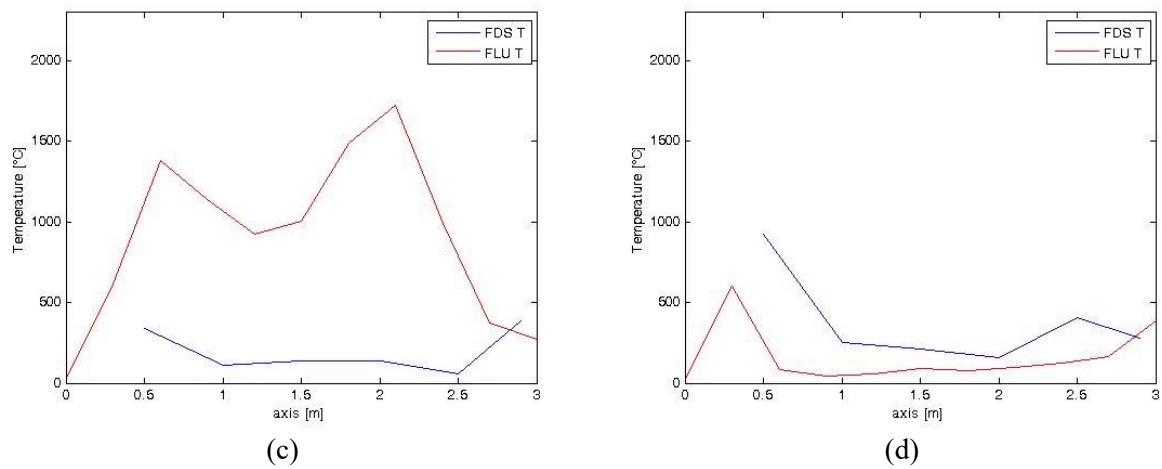 FDS T
FLU T
2000
1500
1000
500
0
Temperature [°C]
0 0.5 1 1.5 2 2.5 3
axis [m]
(c)
FDS T
FLU T
2000
1500
1000
500
0
Temperature [°C]
0 0.5 1 1.5 2 2.5 3
axis [m]
(d)